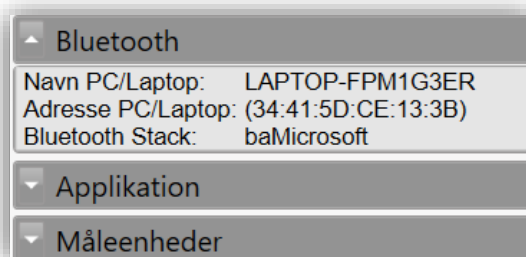 Bluetooth
Navn PC/Laptop: LAPTOP-FPM1G3ER
Adresse PC/Laptop: (34:41:5D:CE:13:3B)
Bluetooth Stack: baMicrosoft
Applikation
Måleenheder